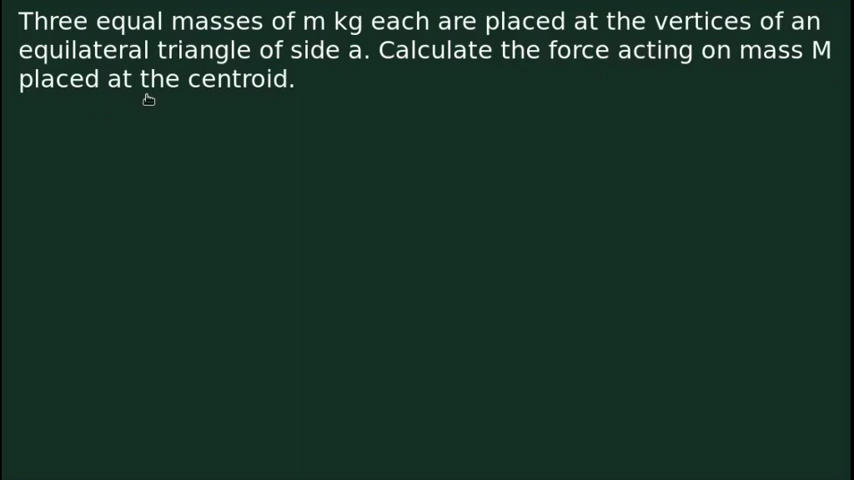 Three equal masses of m kg each are placed at the vertices of an
equilateral triangle of side a. Calculate the force acting on mass M
placed at the centroid.